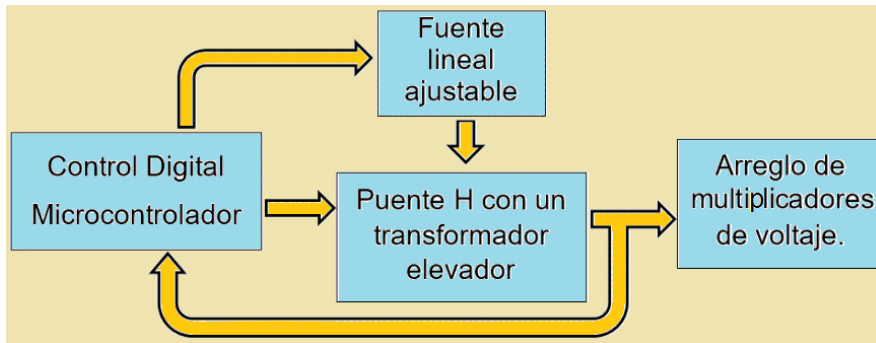 Fuente
lineal
ajustable
Control Digital
Microcontrolador
Puente H con un
transformador
elevador
Arreglo de
multiplicadores
de voltaje.